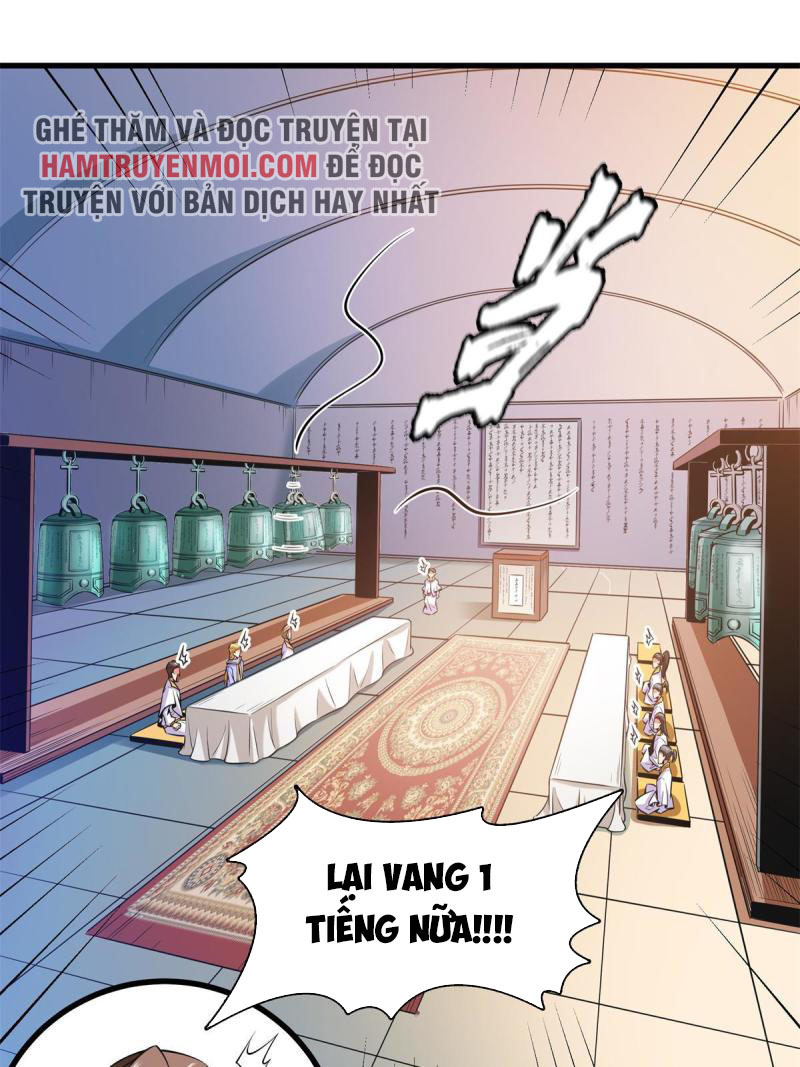 GHÉ THĂM VÀ ĐỌC TRUYỆN TẠI
HAMTRUYENMOI.COM ĐỂ ĐỌC
TRUYỆN VỚI BẢN DỊCH HAY NHẤT
当
LẠI VANG 1
TIẾNG NỮA!!!!